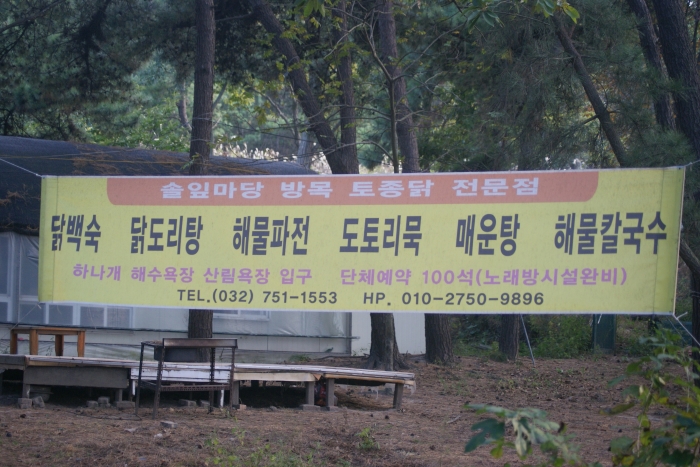 솔잎마당 방목 토종닭 전문점
닭백숙 닭도리탕 해물파전 도토리묵 매운탕 해물칼국수
하나개 해수욕장 산림욕장 입구 단체예약 100석(노래방시설완비)
TEL.(032) 751-1553 HP. 010-2750-9896